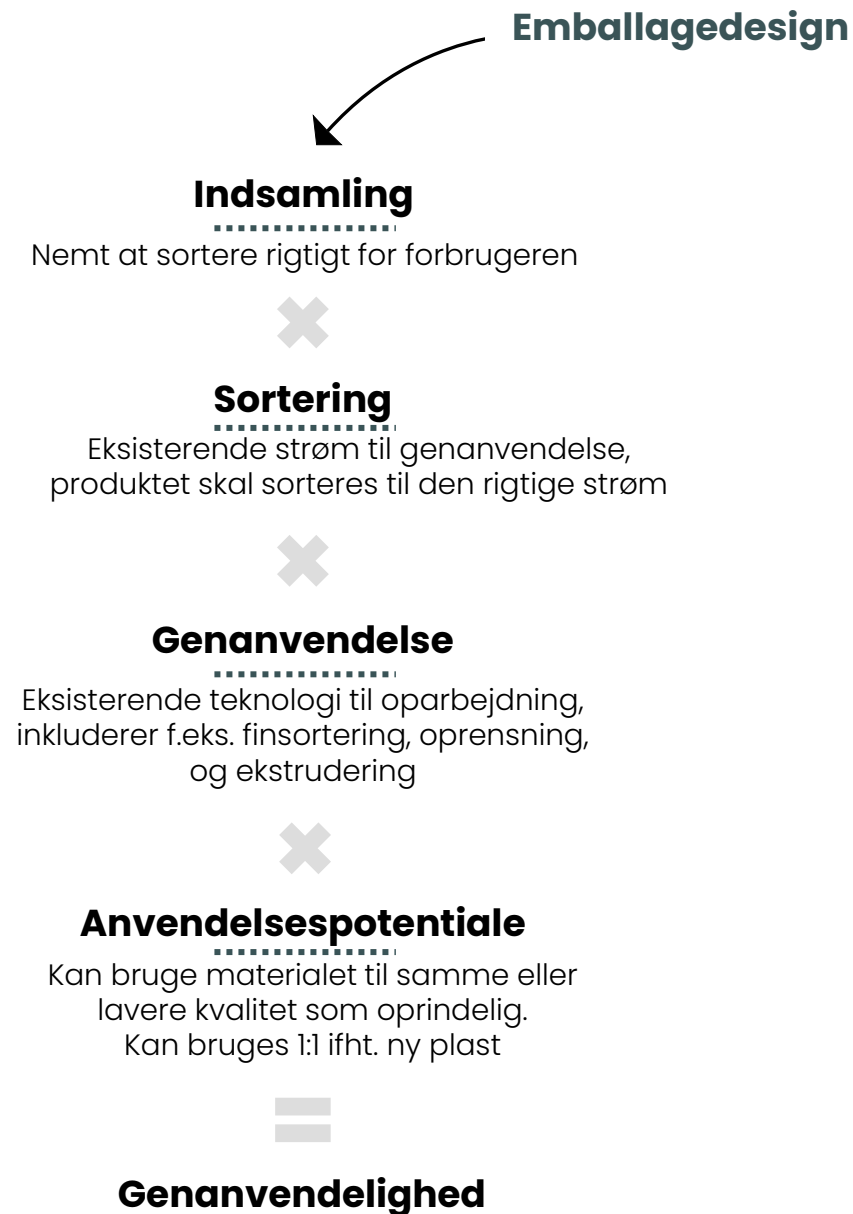 Emballagedesign
Indsamling
Nemt at sortere rigtigt for forbrugeren
Sortering
Eksisterende strøm til genanvendelse,
produktet skal sorteres til den rigtige strøm
Genanvendelse
Eksisterende teknologi til oparbejdning,
inkluderer f.eks. finsortering, oprensning,
og ekstrudering
Anvendelsespotentiale
Kan bruge materialet til samme eller
lavere kvalitet som oprindelig.
Kan bruges 1:1 ifht. ny plast
Genanvendelighed